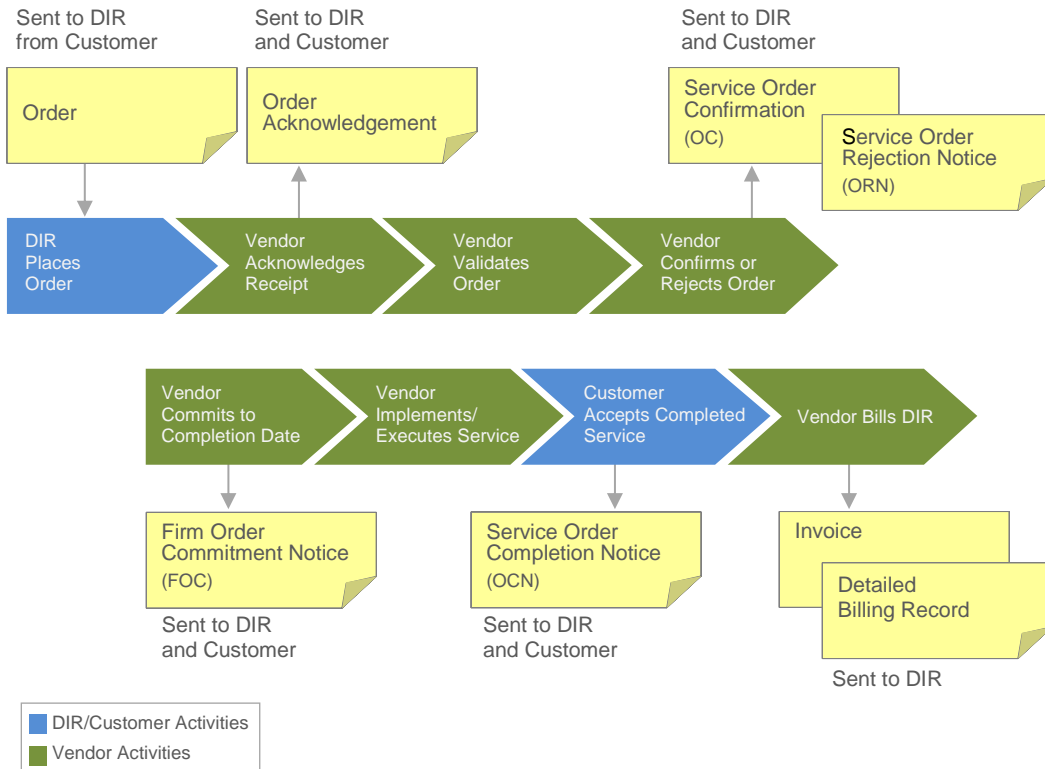 Sent to DIR
from Customer
Sent to DIR
and Customer
Sent to DIR
and Customer
Order
Order
Acknowledgement
Service Order
Confirmation
(OC)
Service Order
Rejection Notice
(ORN)
DIR
Places
Order
Vendor
Acknowledges
Receipt
Vendor
Validates
Order
Vendor
Confirms or
Rejects Order
Vendor
Commits to
Completion Date
Vendor
Implements/
Executes Service
Customer
Accepts Completed
Service
Vendor Bills DIR
Firm Order
Commitment Notice
(FOC)
Service Order
Completion Notice
(OCN)
Invoice
Detailed
Billing Record
Sent to DIR
and Customer
Sent to DIR
and Customer
Sent to DIR
DIR/Customer Activities
Vendor Activities